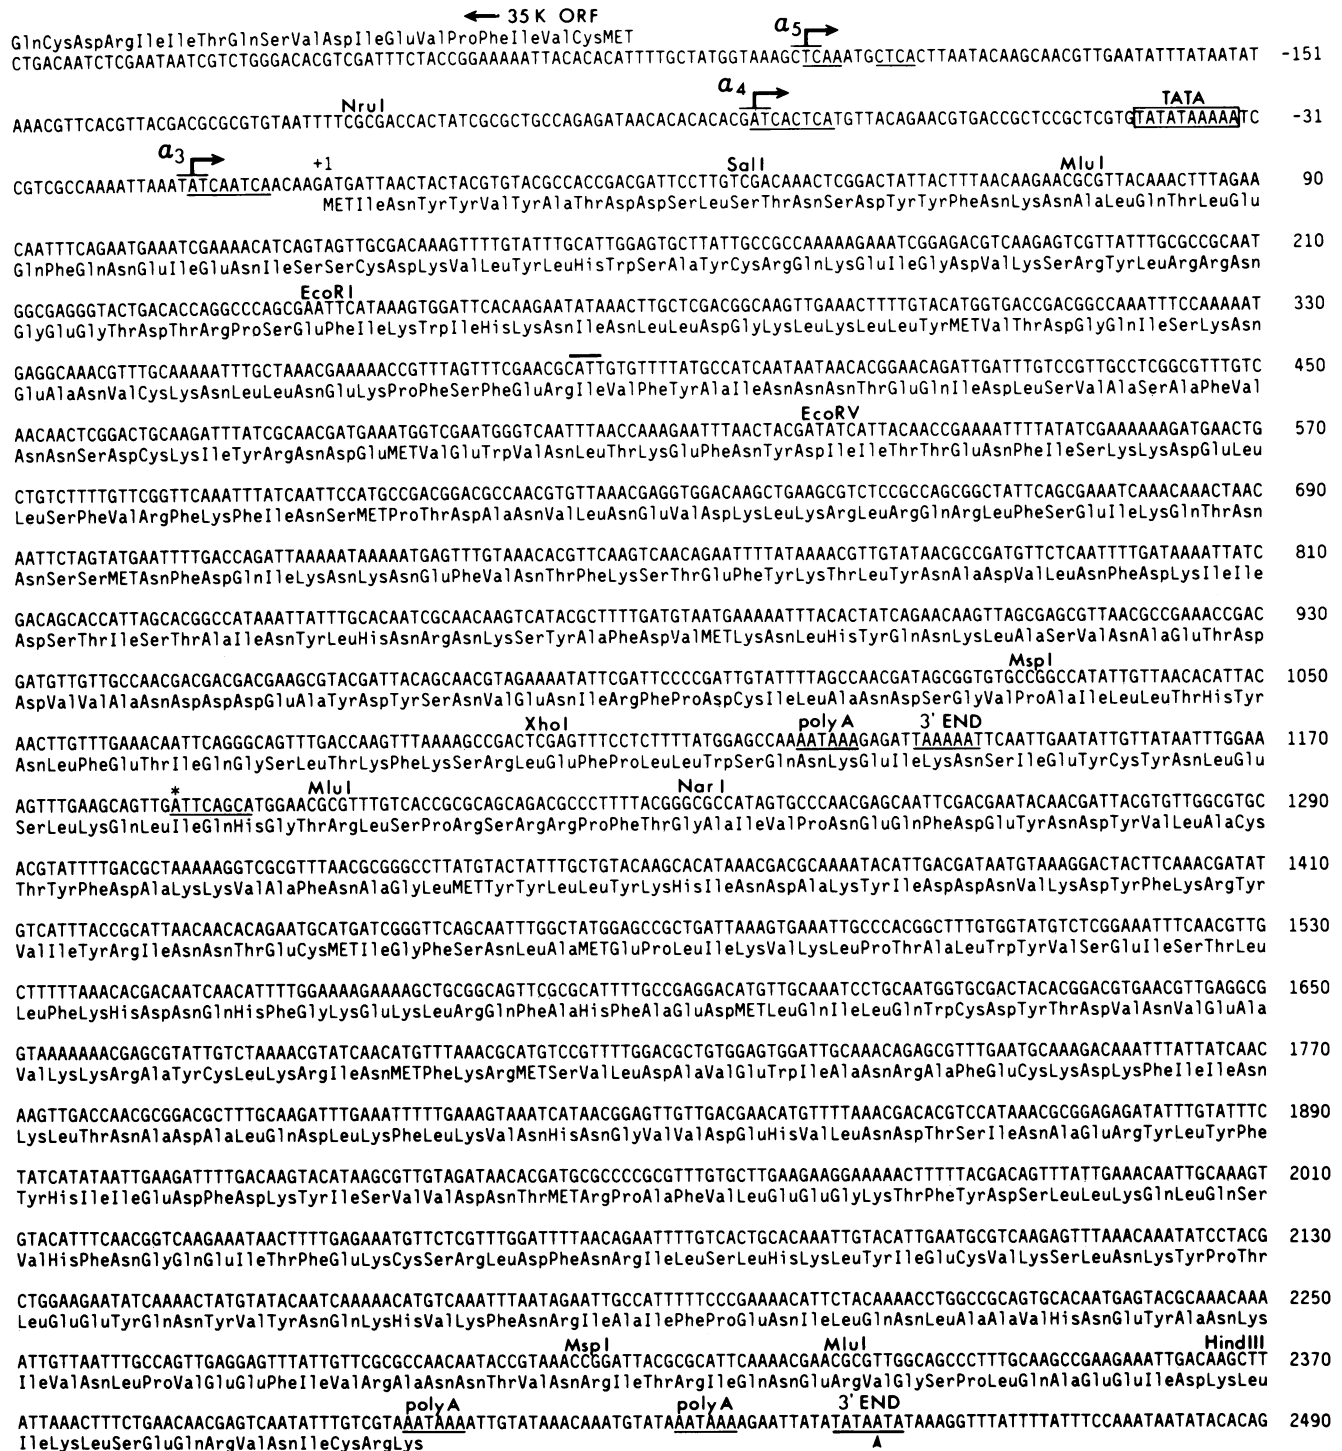 ← 35K ORF
a5
GlnCysAspArgIleIleThrGlnSerValAspIleGluValProPheIleValCysMET
CTGACAATCTCGAATAATCGTCTGGGACACGTCGATTTCTACCGGAAAAATTACACACACATTTTGCTATGGTAAAGCTCAAATGCTCACTTAATACAAGCAACGTTGAATATTTATAATAT -151
NruI a4 TATA
AAACGTTCACGTTACGACGCGCGTGTAATTTTCGCGACCACTATCGCGCTGCCAGAGATAACACACACACGATCACTCATGTTACAGAACGTGACCGCTCCGCTCGTGTATATAAAAATC -31
a3 +1 SalI MluI
CGTCGCCAAAATTAAATATCAATCAACAAGATGATTAACTACTACGTGTACGCCACCGACGATTCCTTGTCGACAAACTCGGACTATTACTTTAACAAGAACGCGTTACAAACTTTAGAA 90
METIleAsnTyrTyrValTyrAlaThrAspAspSerLeuSerThrAsnSerAspTyrTyrPheAsnLysAsnAlaLeuGlnThrLeuGlu
CAATTTCAGAATGAAATCGAAAACATCAGTAGTTGCGACAAAGTTTTGTATTTGCATTGGAGTGCTTATTGCCGCCAAAAAGAAATCGGAGACGTCAAGAGTCGTTATTTGCGCCGCAAT 210
GlnPheGlnAsnGluIleGluAsnIleSerSerCysAspLysValLeuTyrLeuHisTrpSerAlaTyrCysArgGlnLysGluIleGlyAspValLysSerArgTyrLeuArgArgAsn
EcoRI
GGCGAGGGTACTGACACCAGGCCCAGCGAATTCATAAAGTGGATTCACAAGAATATAAACTTGCTCGACGGCAAGTTGAAACTTTTGTACATGGTGACCGACGGCCAAATTTCCAAAAAT 330
GlyGluGlyThrAspThrArgProSerGluPheIleLysTrpIleHisLysAsnIleAsnLeuLeuAspGlyLysLeuLysLeuLeuTyrMETValThrAspGlyGlnIleSerLysAsn
GAGGCAAACGTTTGCAAAAATTTGCTAAACGAAAAACCGTTTAGTTTCGAACGCATTGTGTTTTATGCCATCAATAATAACACGGAACAGATTGATTTGTCCGTTGCCTCGGCGTTTGTC 450
GluAlaAsnValCysLysAsnLeuLeuAsnGluLysProPheSerPheGluArgIleValPheTyrAlaIleAsnAsnAsnThrGluGlnIleAspLeuSerValAlaSerAlaPheVal
EcoRV
AACAACTCGGACTGCAAGATTTATCGCAACGATGAAATGGTCGAATGGGTCAATTTAACCAAAGAATTTAACTACGATATCATTACAACCGAAAATTTTATATCGAAAAAAGATGAACTG 570
AsnAsnSerAspCysLysIleTyrArgAsnAspGluMETValGluTrpValAsnLeuThrLysGluPheAsnTyrAspIleIleThrThrGluAsnPheIleSerLysLysAspGluLeu
CTGTCTTTTGTTCGGTTCAAATTTATCAATTCCATGCCGACGGACGCCAACGTGTTAAACGAGGTGGACAAGCTGAAGCGTCTCCGCCAGCGGCTATTCAGCGAAATCAAACAAACTAAC 690
LeuSerPheValArgPheLysPheIleAsnSerMETProThrAspAlaAsnValLeuAsnGluValAspLysLeuLysArgLeuArgGlnArgLeuPheSerGluIleLysGlnThrAsn
AATTCTAGTATGAATTTTGACCAGATTAAAAATAAAAATGAGTTTGTAAACACGTTCAAGTCAACAGAATTTTATAAAACGTTGTATAACGCCGATGTTCTCAATTTTGATAAAATTATC 810
AsnSerSerMETAsnPheAspGlnIleLysAsnLysAsnGluPheValAsnThrPheLysSerThrGluPheTyrLysThrLeuTyrAsnAlaAspValLeuAsnPheAspLysIleIle
GACAGCACCATTAGCACGGCCATAAATTATTTGCACAATCGCAACAAGTCATACGCTTTTGATGTAATGAAAAATTTACACTATCAGAACAAGTTAGCGAGCGTTAACGCCGAAACCGAC 930
AspSerThrIleSerThrAlaIleAsnTyrLeuHisAsnArgAsnLysSerTyrAlaPheAspValMETLysAsnLeuHisTyrGlnAsnLysLeuAlaSerValAsnAlaGluThrAsp
MspI
GATGTTGTTGCCAACGACGACGACGAAGCGTACGATTACAGCAACGTAGAAAATATTCGATTCCCCGATTGTATTTTAGCCAACGATAGCGGTGTGCCGGCCATATTGTTAACACATTAC 1050
AspValValAlaAsnAspAspAspGluAlaTyrAspTyrSerAsnValGluAsnIleArgPheProAspCysIleLeuAlaAsnAspSerGlyValProAlaIleLeuLeuThrHisTyr
XhoI polyA 3' END
AACTTGTTTGAAACAATTCAGGGCAGTTTGACCAAGTTTAAAAGCCGACTCGAGTTTCCTCTTTTATGGAGCCAAAATAAAGAGATTAAAAATTCAATTGAATATTGTTATAATTTGGAA 1170
AsnLeuPheGluThrIleGlnGlySerLeuThrLysPheLysSerArgLeuGluPheProLeuLeuTrpSerGlnAsnLysGluIleLysAsnSerIleGluTyrCysTyrAsnLeuGlu
* MluI NarI
AGTTTGAAGCAGTTGATTCAGCATGGAACGCGTTTGTCACCGCGCAGCAGACGCCCTTTTACGGGCGCCATAGTGCCCAACGAGCAATTCGACGAATACAACGATTACGTGTTGGCGTGC 1290
SerLeuLysGlnLeuIleGlnHisGlyThrArgLeuSerProArgSerArgArgProPheThrGlyAlaIleValProAsnGluGlnPheAspGluTyrAsnAspTyrValLeuAlaCys
ACGTATTTTGACGCTAAAAAGGTCGCGTTTAACGCGGGCCTTATGTACTATTTGCTGTACAAGCACATAAACGACGCAAAATACATTGACGATAATGTAAAGGACTACTTCAAACGATAT 1410
ThrTyrPheAspAlaLysLysValAlaPheAsnAlaGlyLeuMETTyrTyrLeuLeuTyrLysHisIleAsnAspAlaLysTyrIleAspAspAsnValLysAspTyrPheLysArgTyr
GTCATTTACCGCATTAACAACACAGAATGCATGATCGGGTTCAGCAATTTGGCTATGGAGCCGCTGATTAAAGTGAAATTGCCCACGGCTTTGTGGTATGTCTCGGAAATTTCAACGTTG 1530
ValIleTyrArgIleAsnAsnThrGluCysMETIleGlyPheSerAsnLeuAlaMETGluProLeuIleLysValLysLeuProThrAlaLeuTrpTyrValSerGluIleSerThrLeu
CTTTTTAAACACGACAATCAACATTTTGGAAAAGAAAAGCTGCGGCAGTTCGCGCATTTTGCCGAGGACATGTTGCAAATCCTGCAATGGTGCGACTACACGGACGTGAACGTTGAGGCG 1650
LeuPheLysHisAspAsnGlnHisPheGlyLysGluLysLeuArgGlnPheAlaHisPheAlaGluAspMETLeuGlnIleLeuGlnTrpCysAspTyrThrAspValAsnValGluAla
GTAAAAAAACGAGCGTATTGTCTAAAACGTATCAACATGTTTAAACGCATGTCCGTTTTGGACGCTGTGGAGTGGATTGCAAACAGAGCGTTTGAATGCAAAGACAAATTTATTATCAAC 1770
ValLysLysArgAlaTyrCysLeuLysArgIleAsnMETPheLysArgMETSerValLeuAspAlaValGluTrpIleAlaAsnArgAlaPheGluCysLysAspLysPheIleIleAsn
AAGTTGACCAACGCGGACGCTTTGCAAGATTTGAAATTTTTGAAAGTAAATCATAACGGAGTTGTTGACGAACATGTTTTAAACGACACGTCCATAAACGCGGAGAGATATTTGTATTTC 1890
LysLeuThrAsnAlaAspAlaLeuGlnAspLeuLysPheLeuLysValAsnHisAsnGlyValValAspGluHisValLeuAsnAspThrSerIleAsnAlaGluArgTyrLeuTyrPhe
TATCATATAATTGAAGATTTTGACAAGTACATAAGCGTTGTAGATAACACGATGCGCCCCGCGTTTGTGCTTGAAGAAGGAAAAACTTTTTACGACAGTTTATTGAAACAATTGCAAAGT 2010
TyrHisIleIleGluAspPheAspLysTyrIleSerValValAspAsnThrMETArgProAlaPheValLeuGluGluGlyLysThrPheTyrAspSerLeuLeuLysGlnLeuGlnSer
GTACATTTCAACGGTCAAGAAATAACTTTTGAGAAATGTTCTCGTTTGGATTTTAACAGAATTTTGTCACTGCACAAATTGTACATTGAATGCGTCAAGAGTTTAAACAAATATCCTACG 2130
ValHisPheAsnGlyGlnGluIleThrPheGluLysCysSerArgLeuAspPheAsnArgIleLeuSerLeuHisLysLeuTyrIleGluCysValLysSerLeuAsnLysTyrProThr
CTGGAAGAATATCAAAACTATGTATACAATCAAAAACATGTCAAATTTAATAGAATTGCCATTTTTCCCGAAAACATTCTACAAAACCTGGCCGCAGTGCACAATGAGTACGCAAACAAA 2250
LeuGluGluTyrGlnAsnTyrValTyrAsnGlnLysHisValLysPheAsnArgIleAlaIlePheProGluAsnIleLeuGlnAsnLeuAlaAlaValHisAsnGluTyrAlaAsnLys
MspI MluI HindIII
ATTGTTAATTTGCCAGTTGAGGAGTTTATTGTTCGCGCCAACAATACCGTAAACCGGATTACGCGCATTCAAAACGAACGCGTTGGCAGCCCTTTGCAAGCCGAAGAAATTGACAAGCTT 2370
IleValAsnLeuProValGluGluPheIleValArgAlaAsnAsnThrValAsnArgIleThrArgIleGlnAsnGluArgValGlySerProLeuGlnAlaGluGluIleAspLysLeu
polyA polyA 3' END
ATTAAACTTTCTGAACAACGAGTCAATATTTGTCGTAAATAAAATTGTATAAACAAATGTATAAAATAAAAGAATTATATATAATATAAAGGTTTATTTTATTTCCAAATAATATACACAG 2490
IleLysLeuSerGluGlnArgValAsnIleCysArgLys